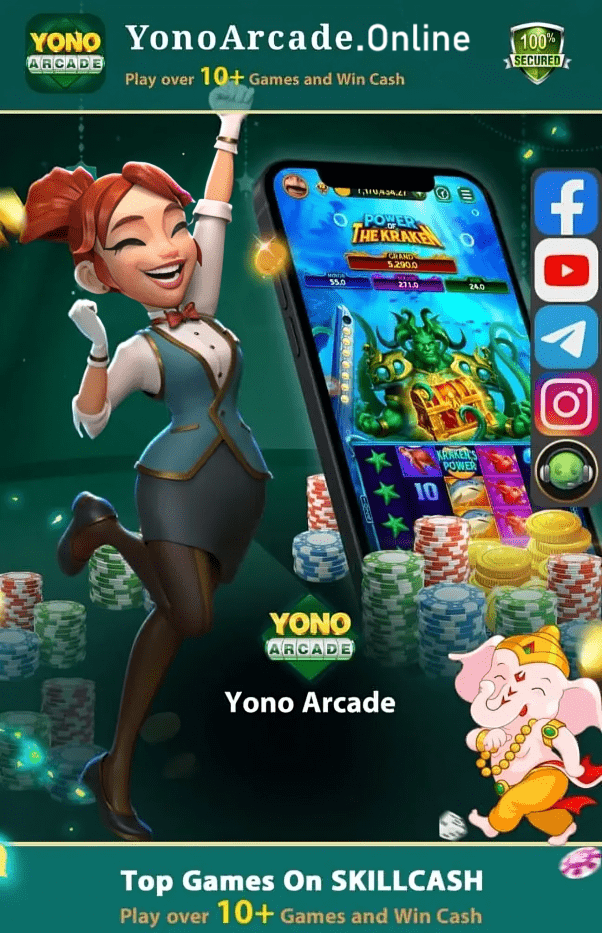 YONO
ARCADE
YonoArcade.Online
Play over 10+ Games and Win Cash
100%
SECURED
POWER
OF
THE KRAKEN
GRAND
5,290.0
55.0
271.0
24.0
KRAKEN'S
POWER
10
YONO
ARCADE
Yono Arcade
Top Games On SKILLCASH
Play over 10+ Games and Win Cash